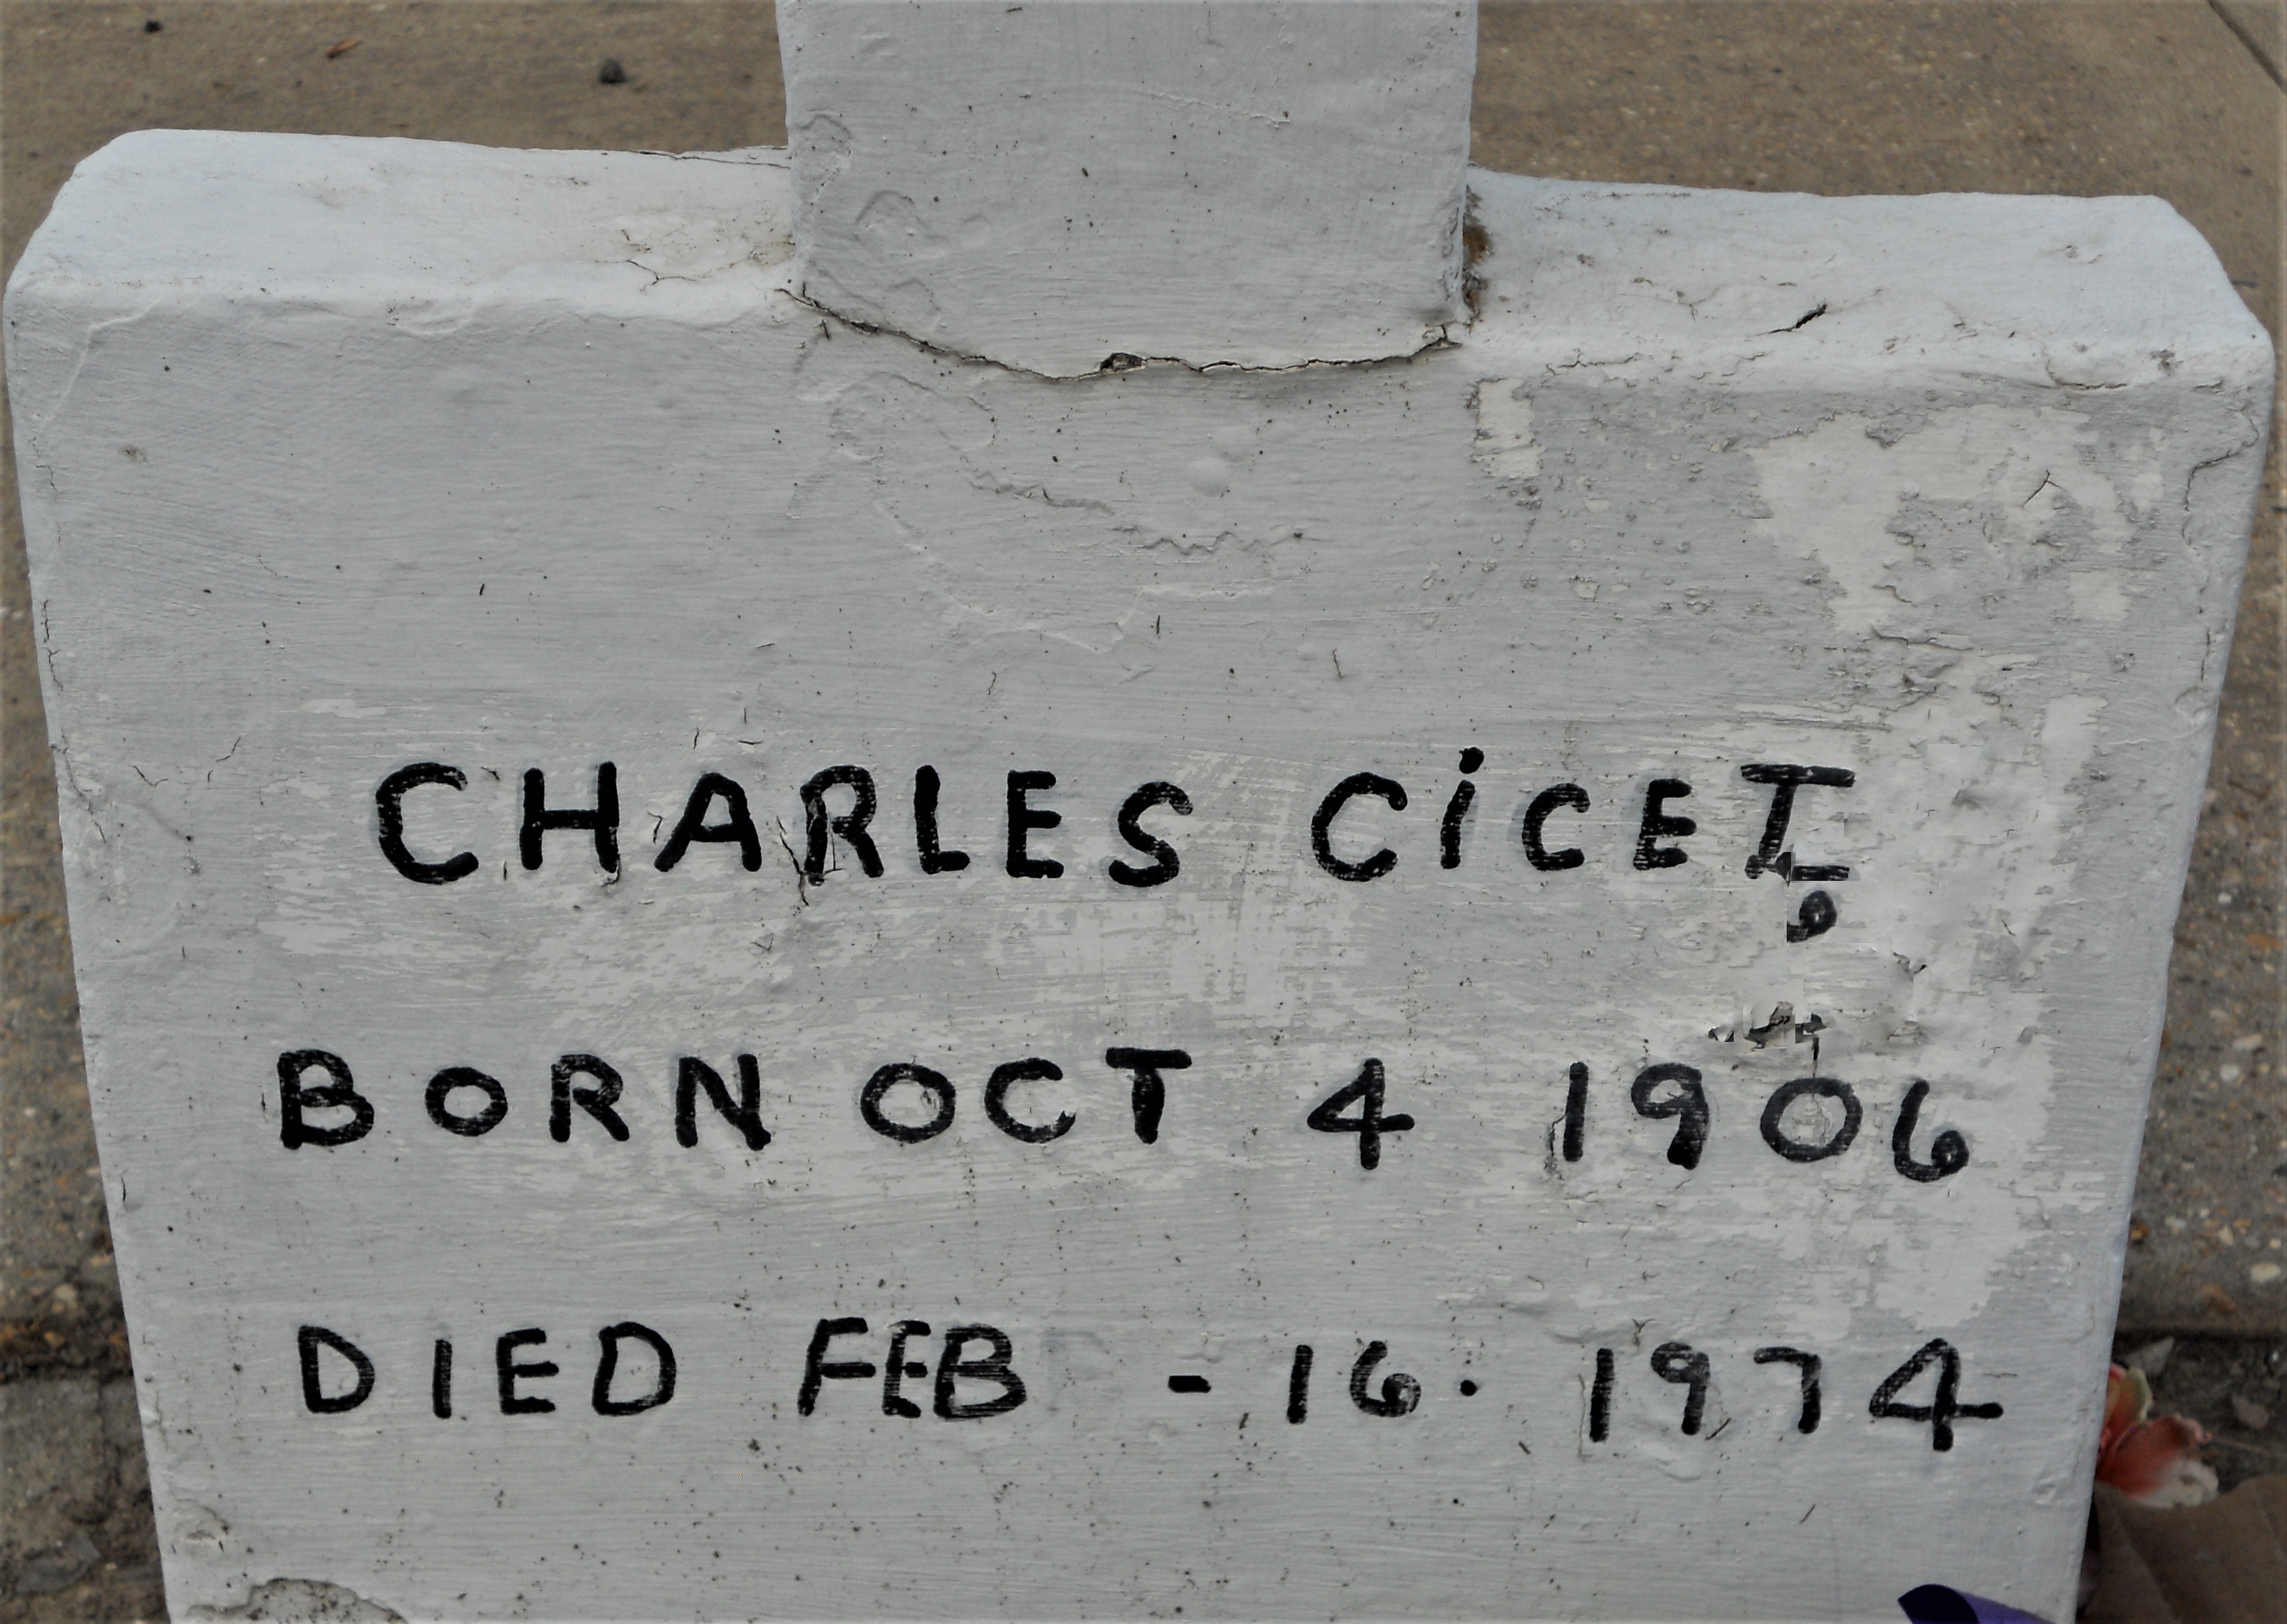 CHARLES CiCET
BORN OCT 4 1906
DIED FEB - 16. 1974